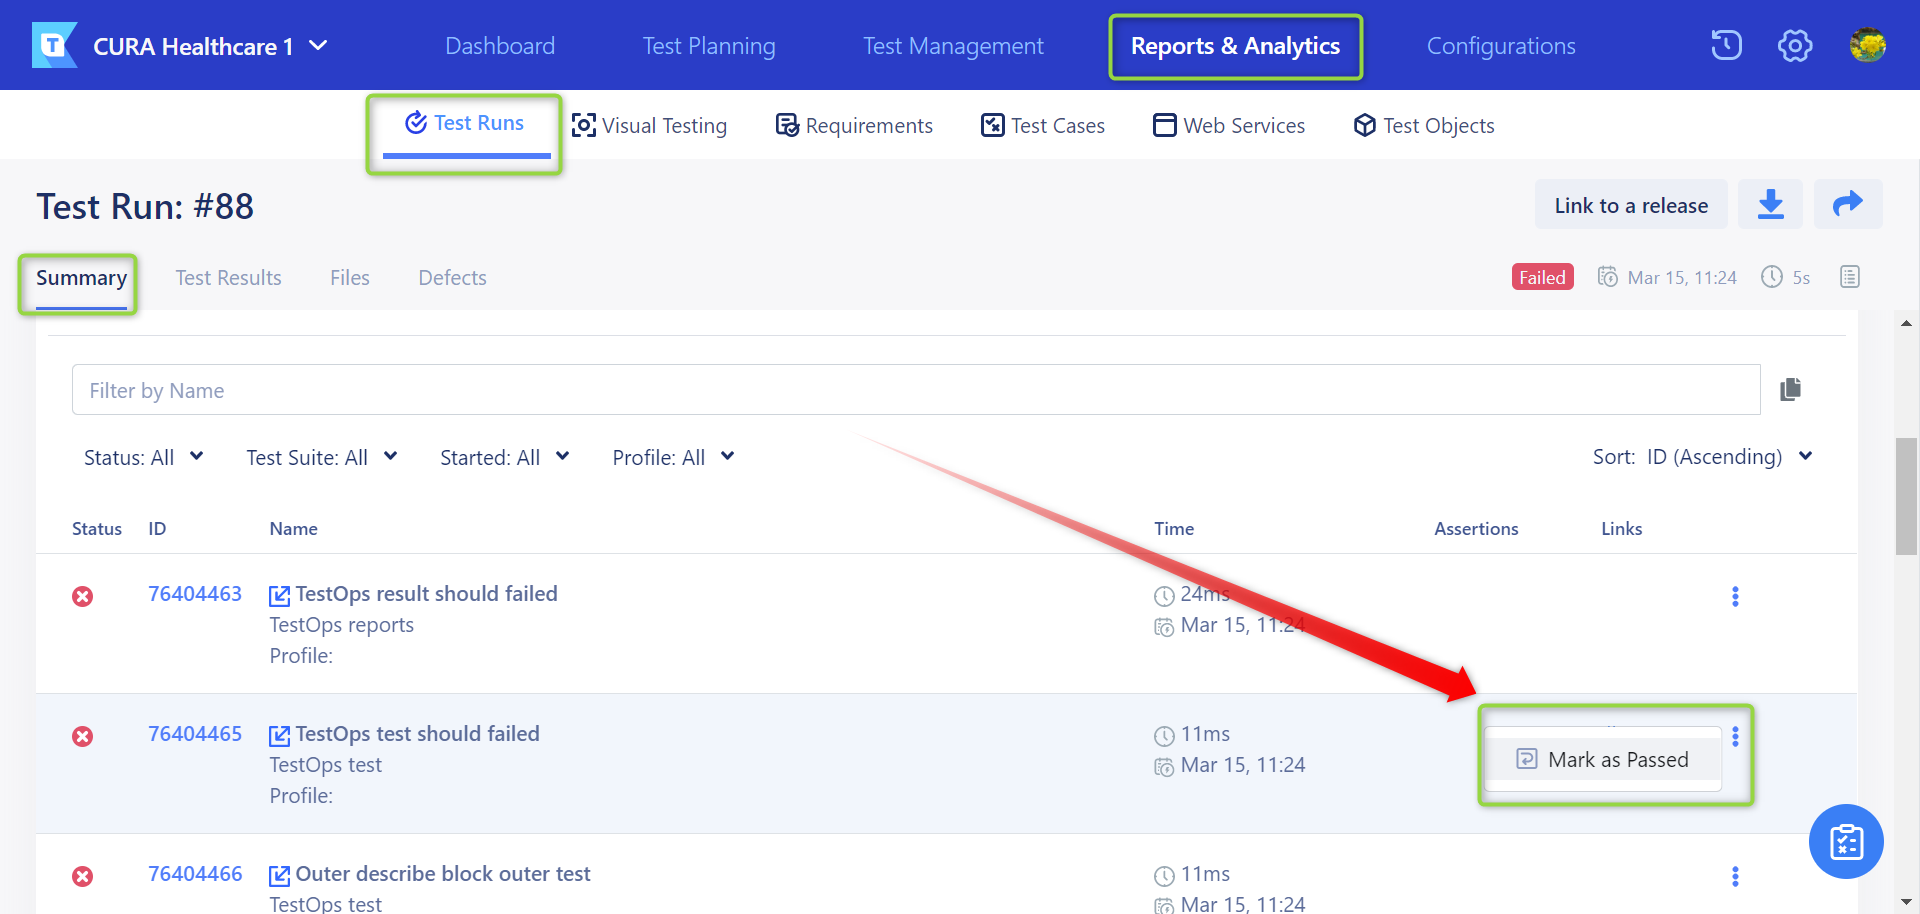 CURA Healthcare 1
Dashboard
Test Planning
Test Management
Reports & Analytics
Configurations
Test Runs
Visual Testing
Requirements
Test Cases
Web Services
Test Objects
Test Run: #88
Link to a release
Summary
Test Results
Files
Defects
Failed
Mar 15, 11:24
5s
Filter by Name
Status: All
Test Suite: All
Started: All
Profile: All
Sort: ID (Ascending)
Status ID Name Time Assertions Links
76404463 TestOps result should failed 24ms
TestOps reports Mar 15, 11:24
Profile:
76404465 TestOps test should failed 11ms
TestOps test Mar 15, 11:24
Profile:
Mark as Passed
76404466 Outer describe block outer test 11ms
TestOps test Mar 15, 11:24